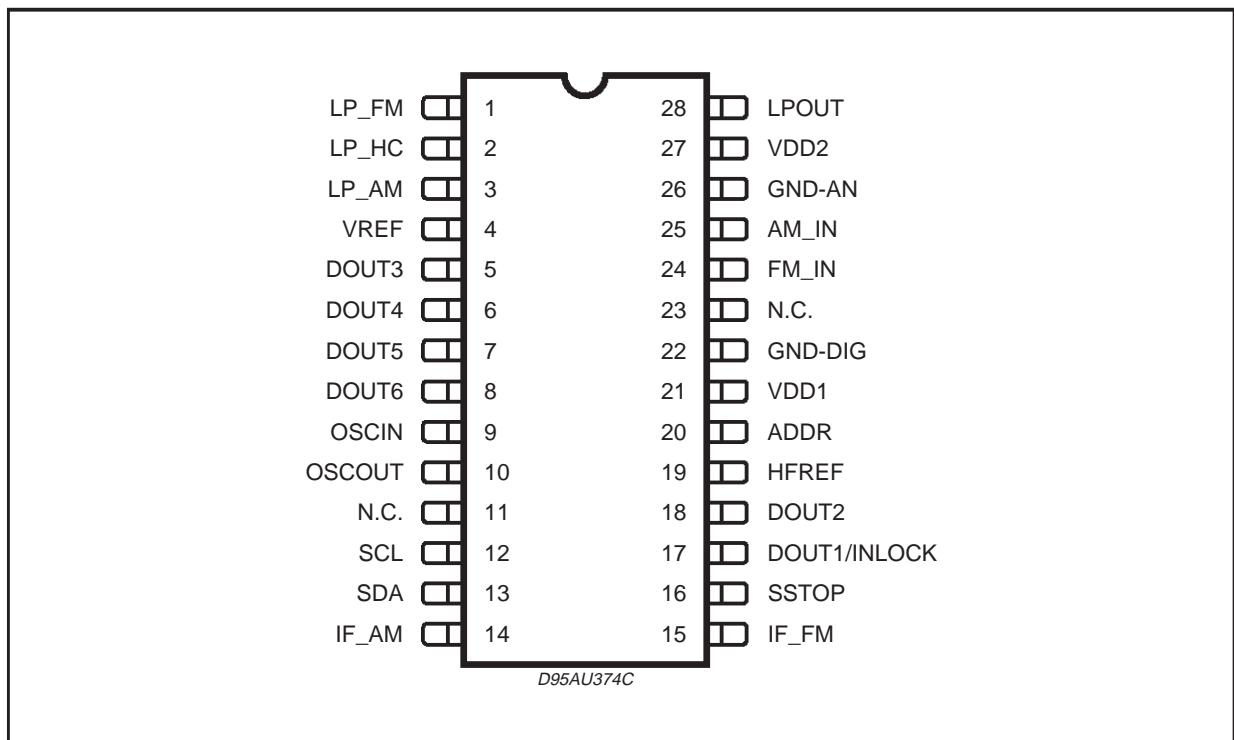 LP_FM 1 28 LPOUT
LP_HC 2 27 VDD2
LP_AM 3 26 GND-AN
VREF 4 25 AM_IN
DOUT3 5 24 FM_IN
DOUT4 6 23 N.C.
DOUT5 7 22 GND-DIG
DOUT6 8 21 VDD1
OSCIN 9 20 ADDR
OSCOUT 10 19 HFREF
N.C. 11 18 DOUT2
SCL 12 17 DOUT1/INLOCK
SDA 13 16 SSTOP
IF_AM 14 15 IF_FM
D95AU374C